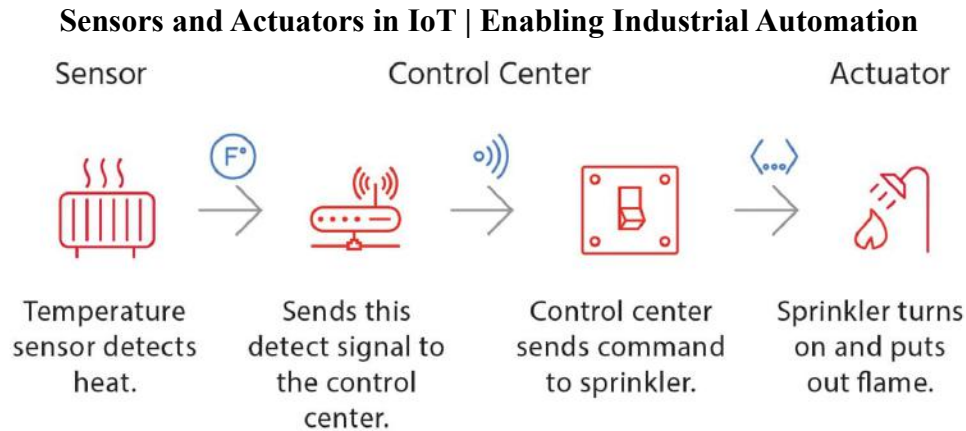 Sensors and Actuators in IoT | Enabling Industrial Automation
Sensor
Control Center
Actuator
F°
Temperature
sensor detects
heat.
Sends this
detect signal to
the control
center.
Control center
sends command
to sprinkler.
Sprinkler turns
on and puts
out flame.